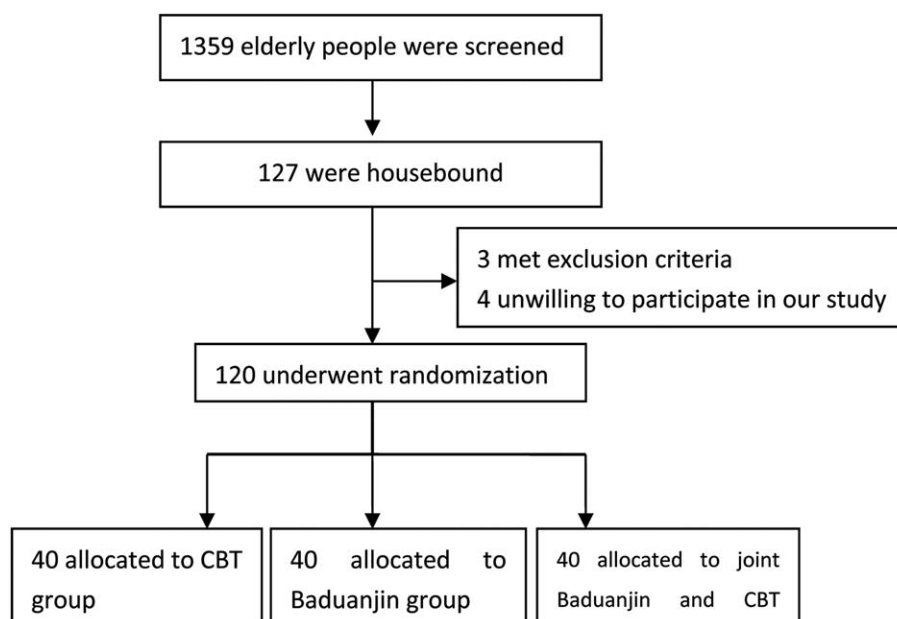 1359 elderly people were screened
127 were housebound
3 met exclusion criteria
4 unwilling to participate in our study
120 underwent randomization
40 allocated to CBT
group
40 allocated to
Baduanjin group
40 allocated to joint
Baduanjin and CBT